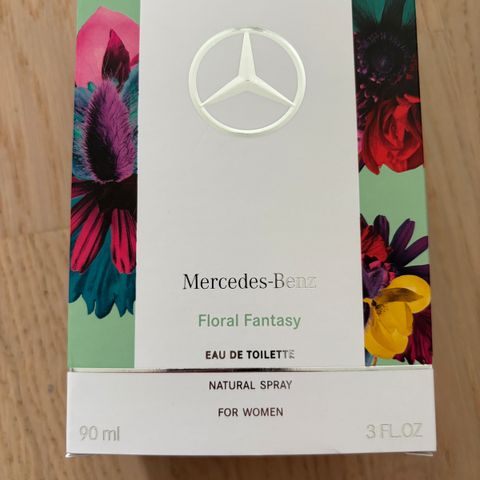 Mercedes-Benz
Floral Fantasy
EAU DE TOILETTE
NATURAL SPRAY
FOR WOMEN
90 ml 3 FL.OZ